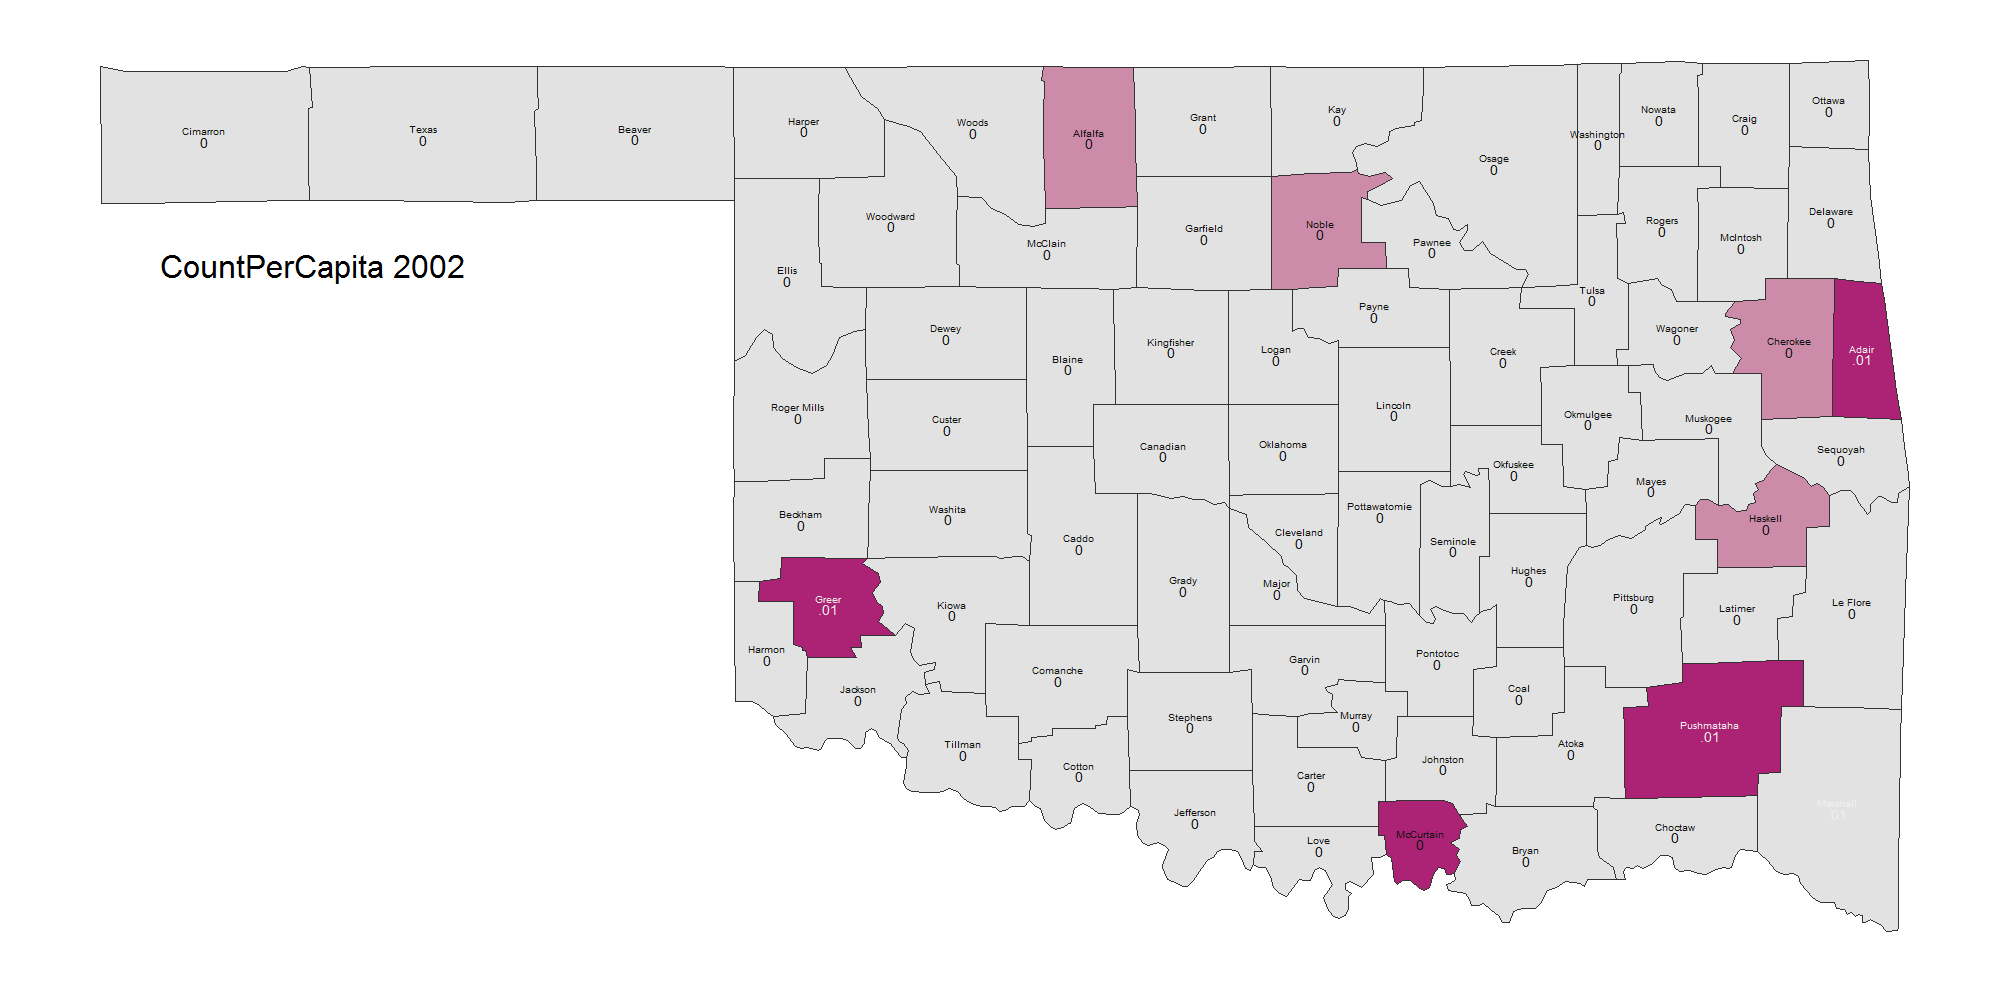 Ottawa
0
Nowata
0
Kay
0
Grant
0
Craig
0
Harper
0
Woods
0
Cimarron
0
Texas
0
Beaver
0
Alfalfa
0
Washington
0
Osage
0
Delaware
0
Woodward
0
Rogers
0
Noble
0
Garfield
0
McIntosh
0
McClain
0
Pawnee
0
CountPerCapita 2002
Ellis
0
Tulsa
0
Payne
0
Dewey
0
Wagoner
0
Kingfisher
0
Cherokee
0
Logan
0
Creek
0
Adair
.01
Blaine
0
Roger Mills
0
Lincoln
0
Okmulgee
0
Custer
0
Muskogee
0
Oklahoma
0
Canadian
0
Sequoyah
0
Okfuskee
0
Mayes
0
Pottawatomie
0
Washita
0
Beckham
0
Haskell
0
Cleveland
0
Caddo
0
Seminole
0
Hughes
0
Grady
0
Major
0
Greer
.01
Pittsburg
0
Le Flore
0
Kiowa
0
Latimer
0
Harmon
0
Pontotoc
0
Garvin
0
Comanche
0
Jackson
0
Coal
0
Murray
0
Stephens
0
Pushmataha
.01
Tillman
0
Atoka
0
Johnston
0
Cotton
0
Carter
0
Marshall
.01
Jefferson
0
Choctaw
0
McCurtain
0
Love
0
Bryan
0